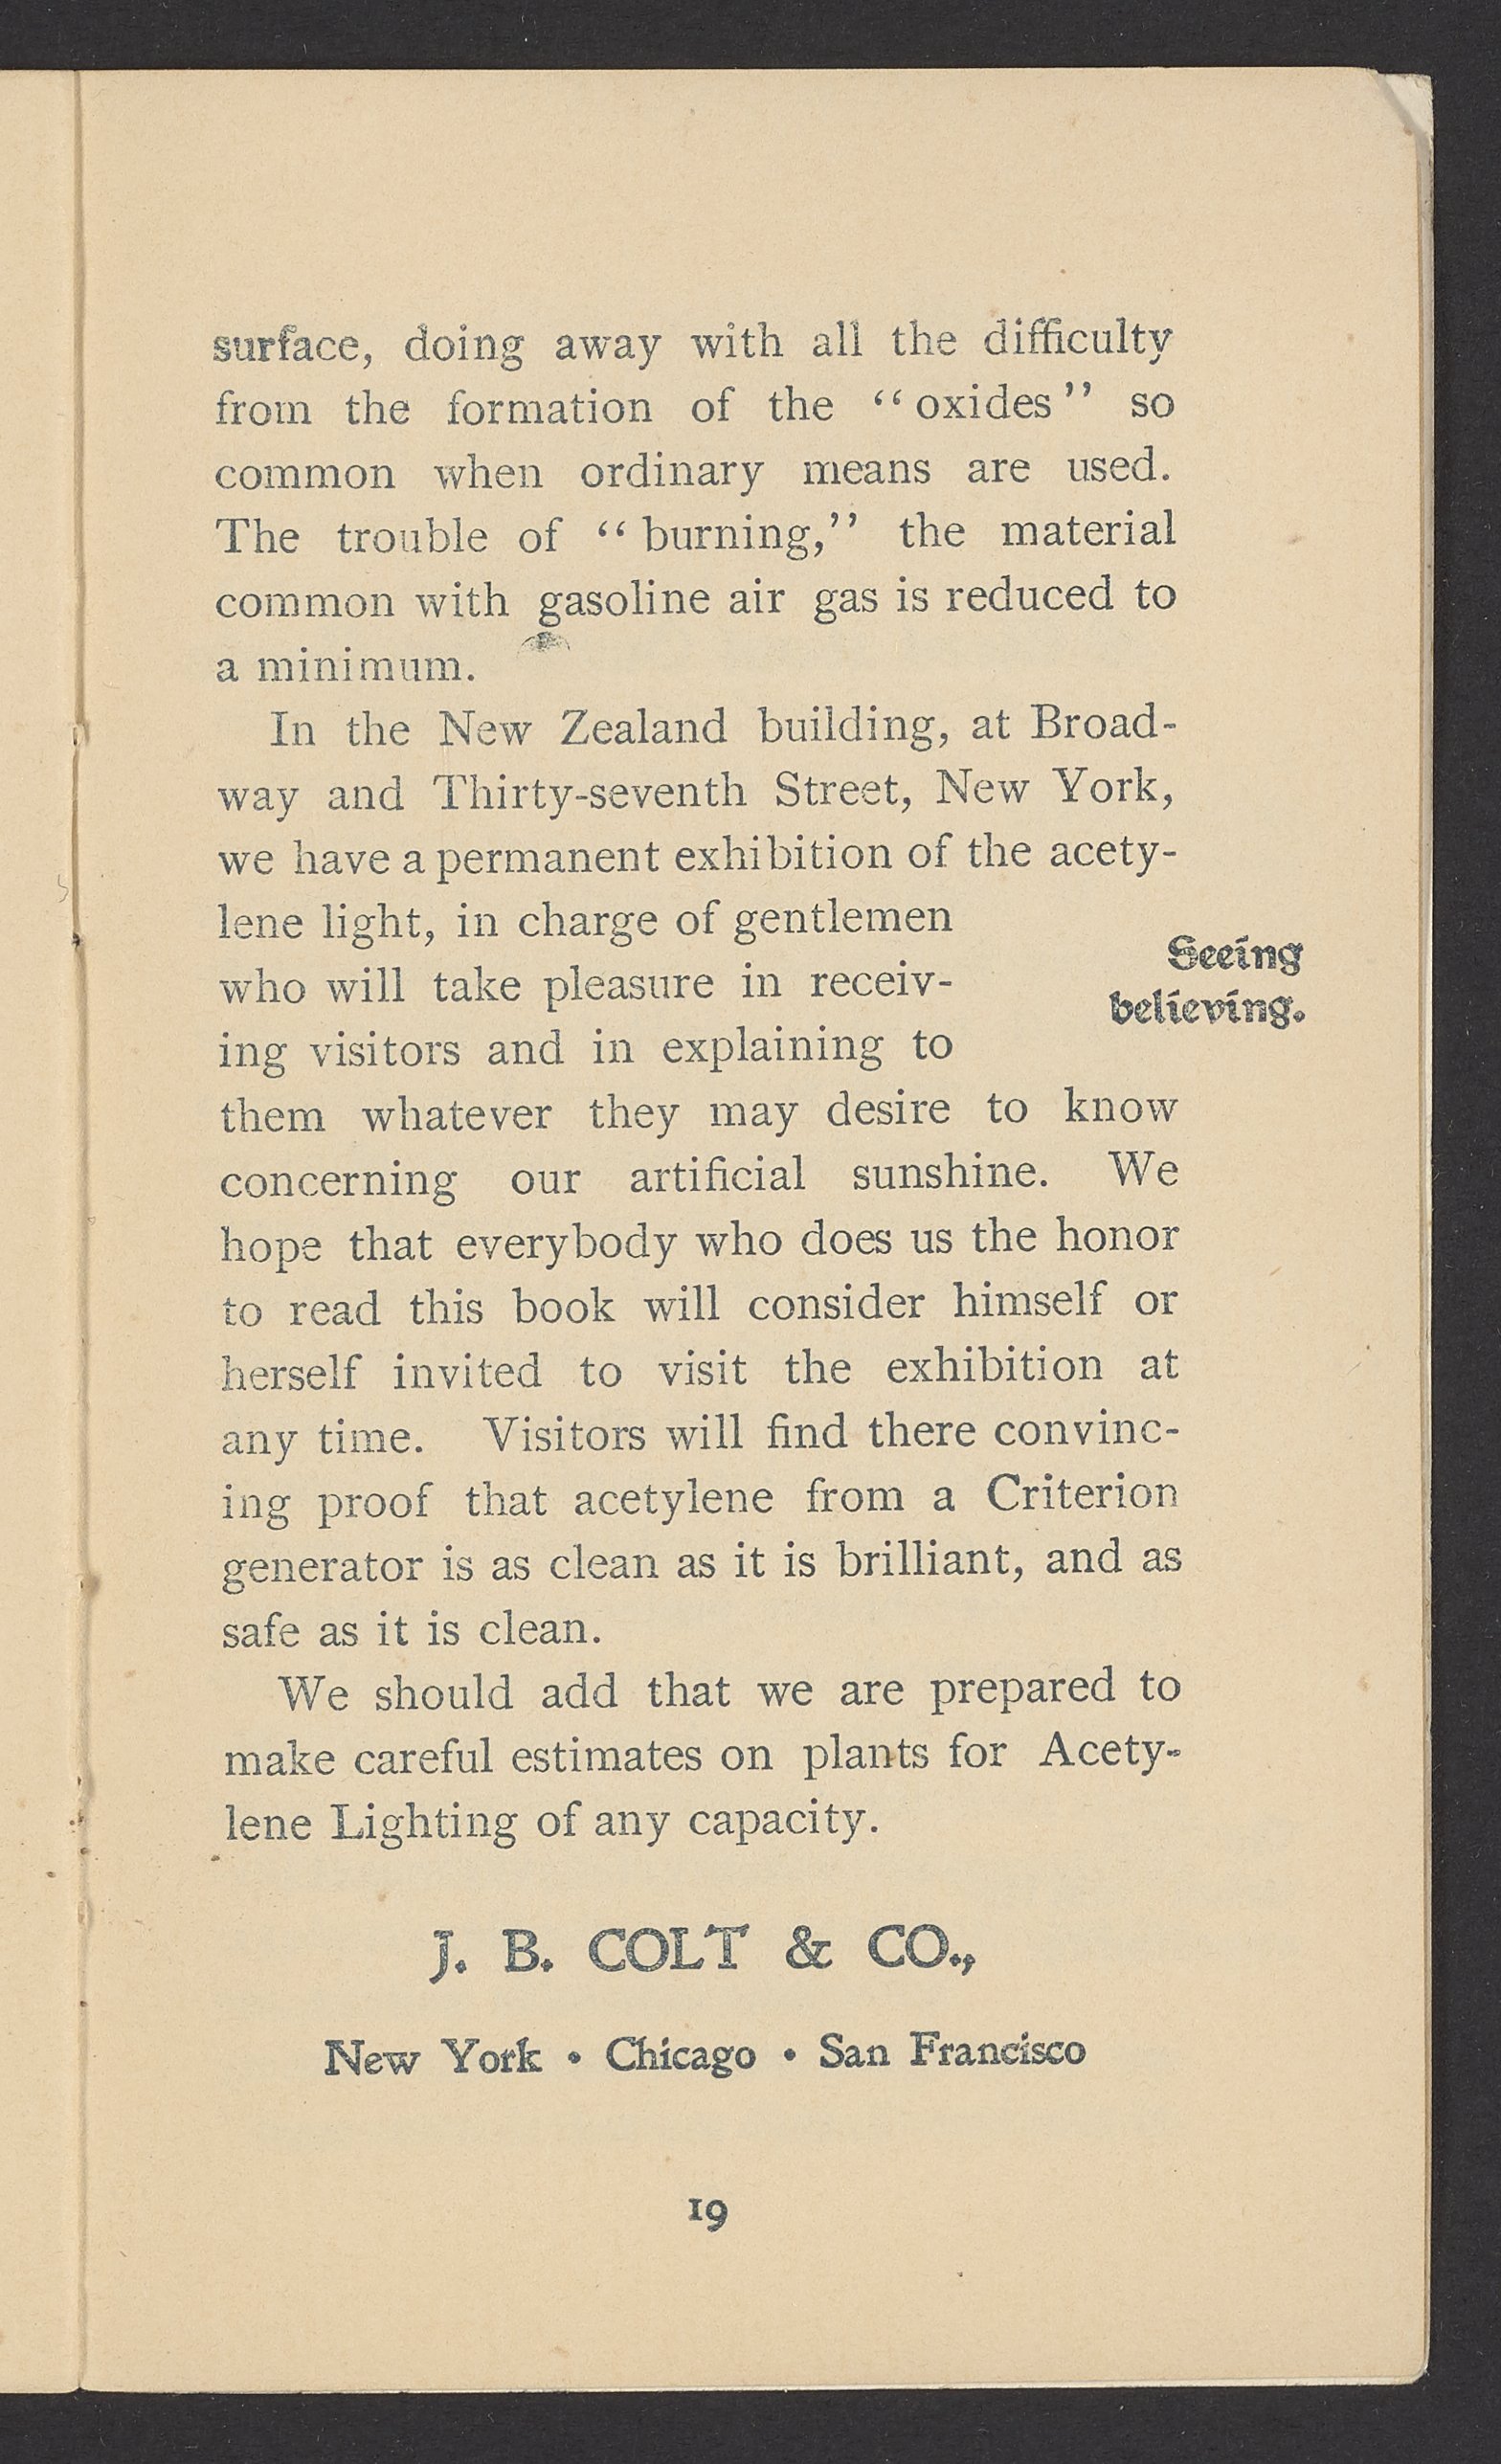 surface, doing away with all the difficulty
from the formation of the “oxides” so
common when ordinary means are used.
The trouble of “burning,” the material
common with gasoline air gas is reduced to
a minimum.
In the New Zealand building, at Broad-
way and Thirty-seventh Street, New York,
we have a permanent exhibition of the acety-
lene light, in charge of gentlemen
who will take pleasure in receiv-
ing visitors and in explaining to
Seeing
believing.
them whatever they may desire to know
concerning our artificial sunshine. We
hope that everybody who does us the honor
to read this book will consider himself or
herself invited to visit the exhibition at
any time. Visitors will find there convinc-
ing proof that acetylene from a Criterion
generator is as clean as it is brilliant, and as
safe as it is clean.
We should add that we are prepared to
make careful estimates on plants for Acety-
lene Lighting of any capacity.
J. B. COLT & CO.,
New York • Chicago • San Francisco
19